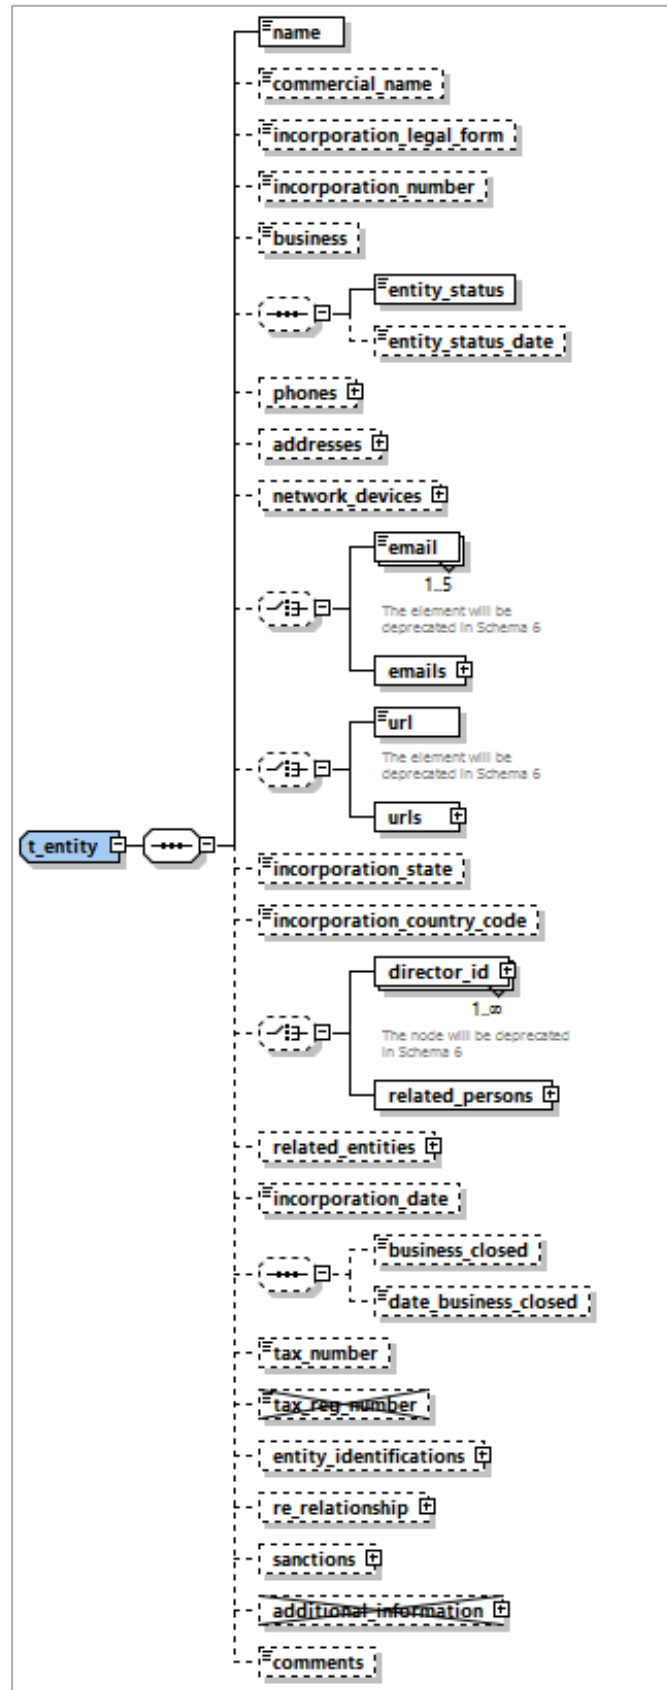 name
commercial_name
incorporation_legal_form
incorporation_number
business
entity_status
entity_status_date
phones
addresses
network_devices
email
1..5
The element will be
deprecated in Schema 6
emails
url
The element will be
deprecated in Schema 6
urls
t_entity
incorporation_state
incorporation_country_code
director_id
1..∞
The node will be deprecated
in Schema 6
related_persons
related_entities
incorporation_date
business_closed
date_business_closed
tax_number
tax_reg_number
entity_identifications
re_relationship
sanctions
additional_information
comments